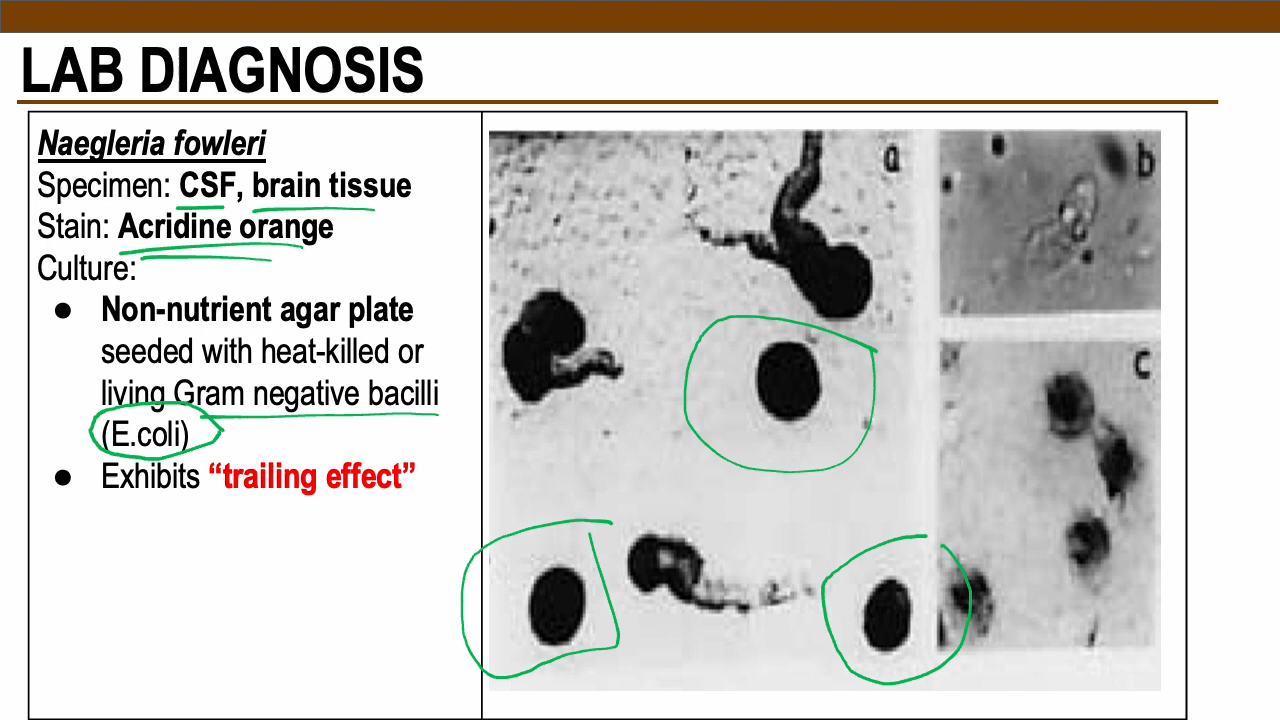 LAB DIAGNOSIS
Naegleria fowleri
Specimen: CSF, brain tissue
Stain: Acridine orange
Culture:
● Non-nutrient agar plate
seeded with heat-killed or
living Gram negative bacilli
(E.coli)
● Exhibits “trailing effect”
a
b
c